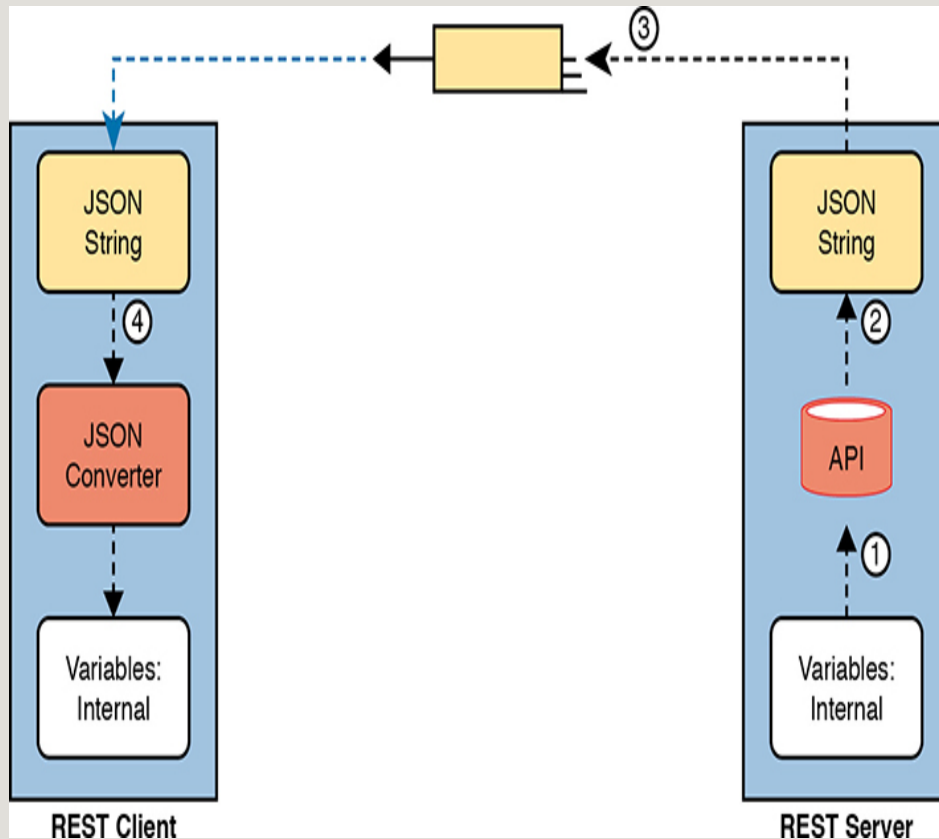 3
JSON
String
4
JSON
Converter
Variables:
Internal
REST Client
JSON
String
2
API
1
Variables:
Internal
REST Server